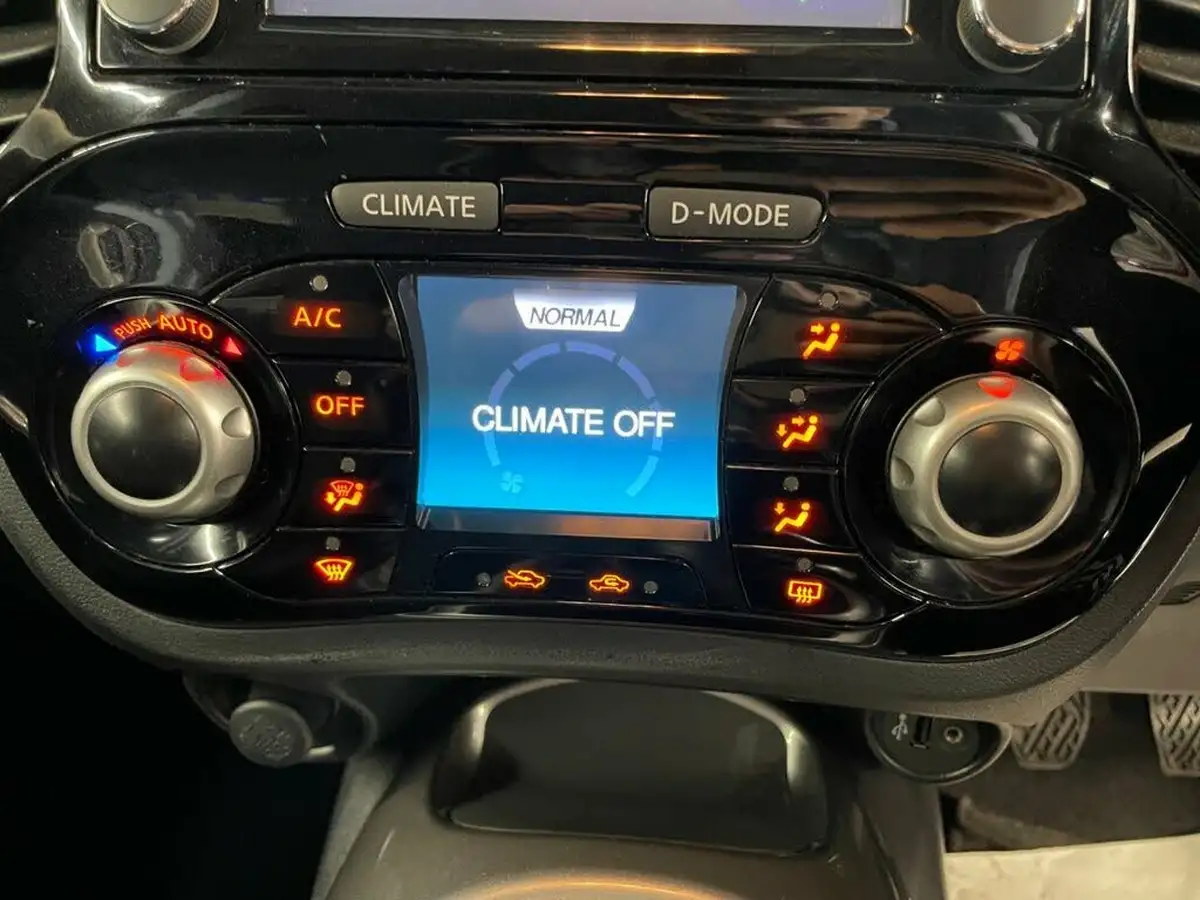 CLIMATE
D-MODE
PUSH AUTO
A/C
NORMAL
OFF
CLIMATE OFF